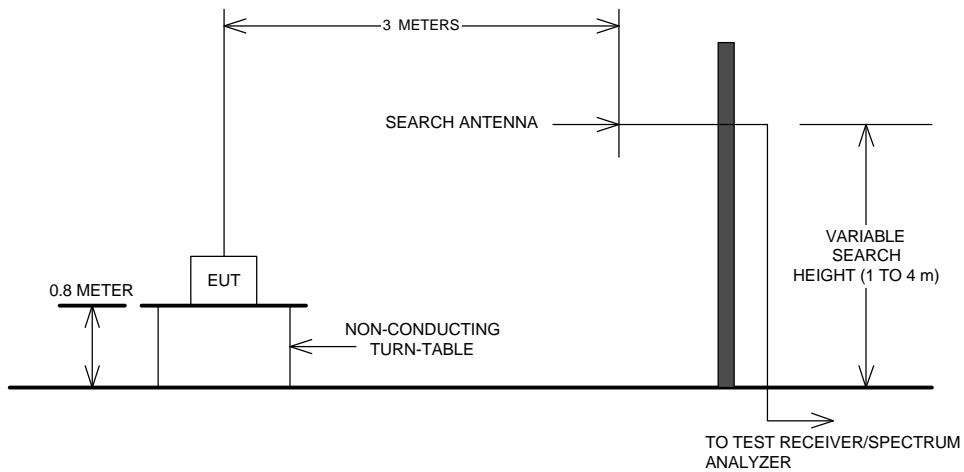 3 METERS
SEARCH ANTENNA
VARIABLE
SEARCH
HEIGHT (1 TO 4 m)
EUT
0.8 METER
NON-CONDUCTING
TURN-TABLE
TO TEST RECEIVER/SPECTRUM
ANALYZER